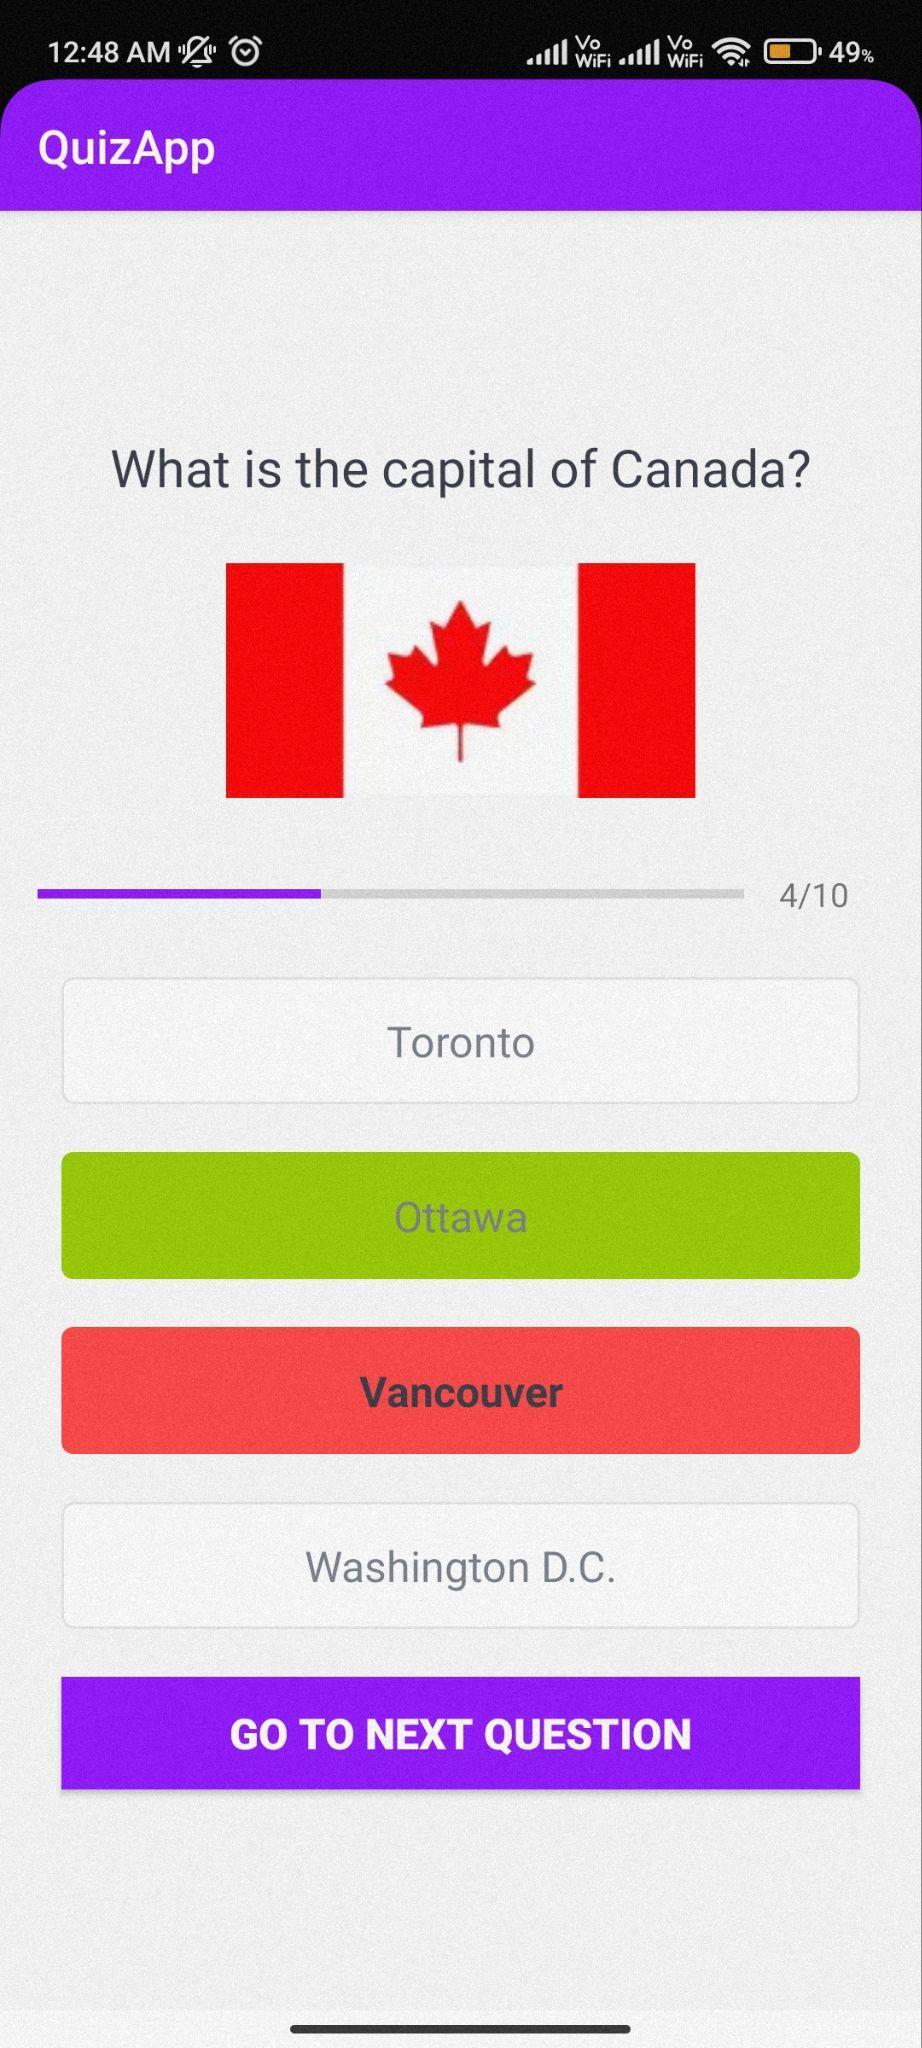 12:48 AM Vo WiFi Vo WiFi 49%
QuizApp
What is the capital of Canada?
4/10
Toronto
Ottawa
Vancouver
Washington D.C.
GO TO NEXT QUESTION